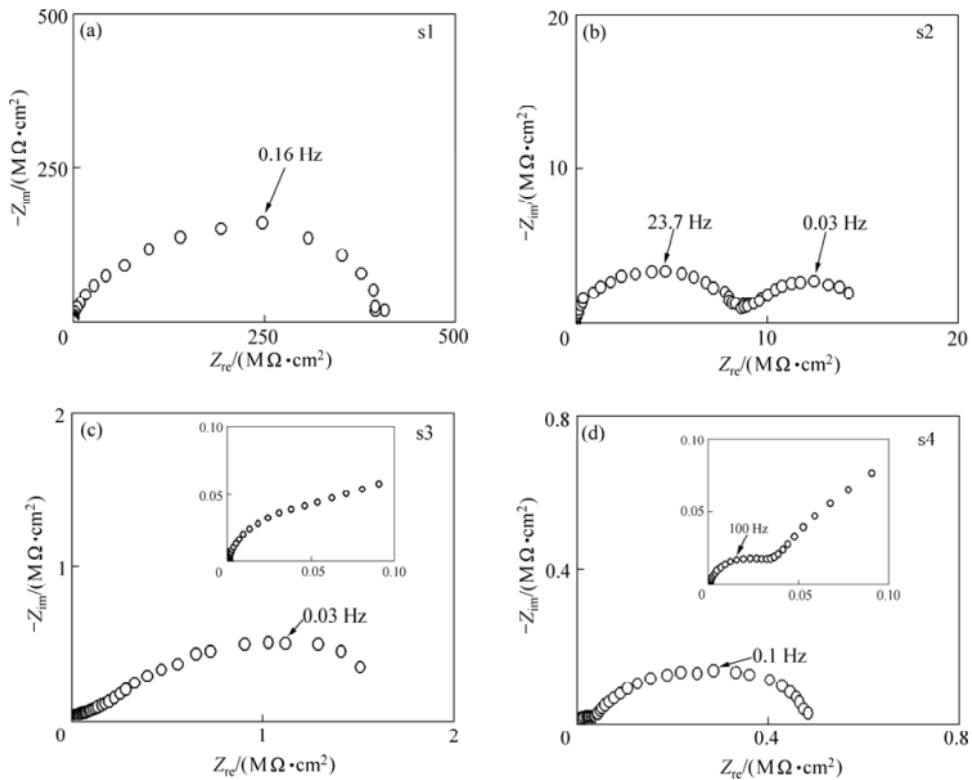 (a)
s1
500
250
0
250
500
0.16 Hz
−Zim/(MΩ•cm²)
Zre/(MΩ•cm²)
(b)
s2
20
10
0
10
20
23.7 Hz
0.03 Hz
−Zim/(MΩ•cm²)
Zre/(MΩ•cm²)
(c)
s3
2
1
0
1
2
0.10
0.05
0
0.05
0.10
0.03 Hz
−Zim/(MΩ•cm²)
Zre/(MΩ•cm²)
(d)
s4
0.8
0.4
0
0.4
0.8
0.10
0.05
0
0.05
0.10
100 Hz
0.1 Hz
−Zim/(MΩ•cm²)
Zre/(MΩ•cm²)